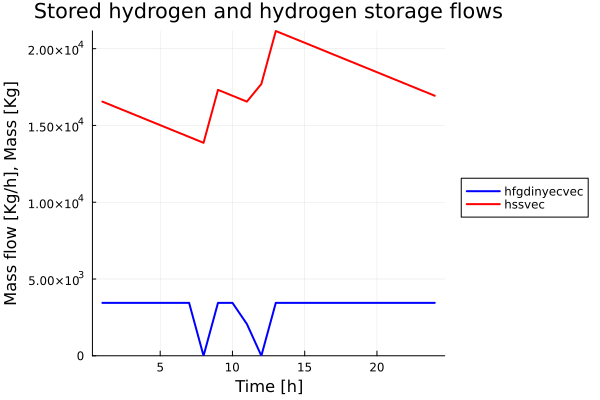 Stored hydrogen and hydrogen storage flows
Mass flow [Kg/h], Mass [Kg]
2.00×10⁴
1.50×10⁴
1.00×10⁴
5.00×10³
0
5 10 15 20
Time [h]
hfgdinyecvec
hssvec